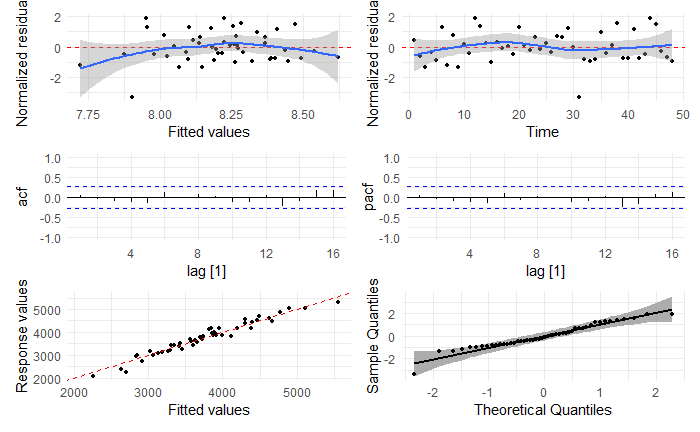 Normalized residua
2
0
-2
7.75 8.00 8.25 8.50
Fitted values
Normalized residua
2
0
-2
0 10 20 30 40 50
Time
acf
1.0
0.5
0.0
-0.5
-1.0
4 8 12 16
lag [1]
pacf
1.0
0.5
0.0
-0.5
-1.0
4 8 12 16
lag [1]
Response values
5000
4000
3000
2000
2000 3000 4000 5000
Fitted values
Sample Quantiles
2
0
-2
-2 -1 0 1 2
Theoretical Quantiles